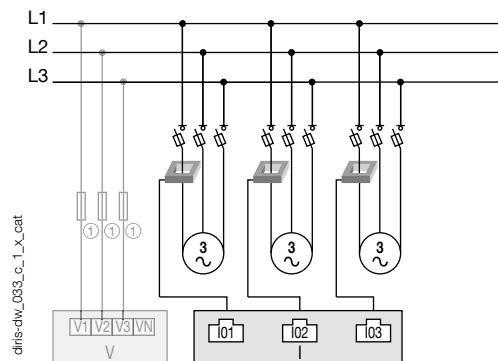 L1
L2
L3
① ① ①
3 3 3
∼ ∼ ∼
V1 V2 V3 VN
I01 I02 I03
V I
diris-dw_033_c_1_x_cat